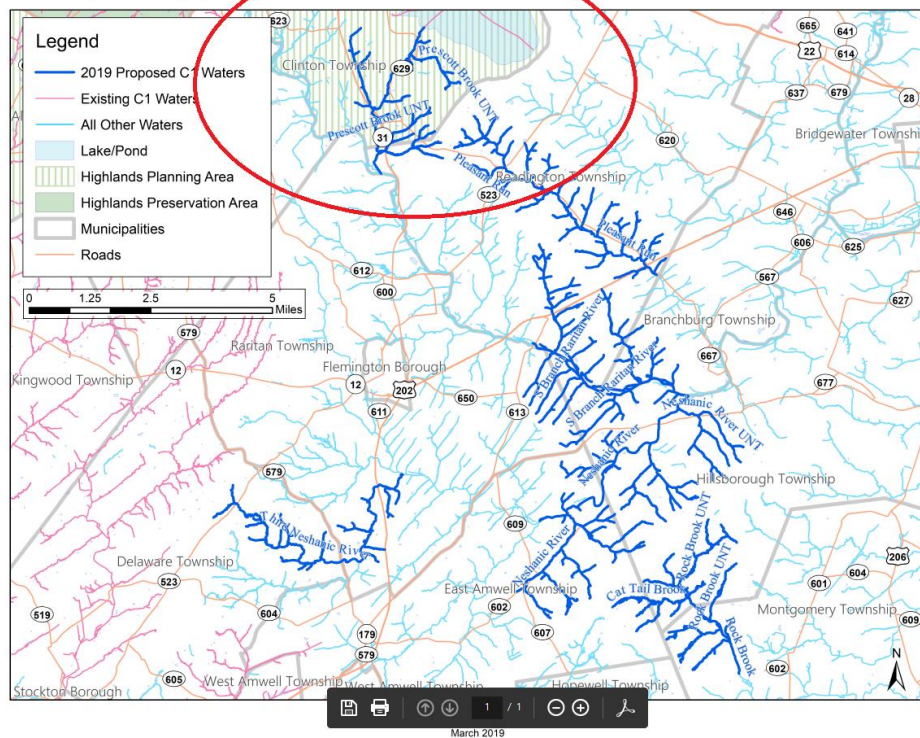 Legend
2019 Proposed C1 Waters
Existing C1 Waters
All Other Waters
Lake/Pond
Highlands Planning Area
Highlands Preservation Area
Municipalities
Roads
0 1.25 2.5 5
Miles
623
Clinton Township
629
Prescott Brook UNT
Prescott Brook UNT
31
665
641
22
614
637
679
28
Bridgewater Townsh
620
Pleasant Run
523
Readington Township
646
Pleasant Run
606
625
612
600
567
627
579
Raritan Township
S Branch Raritan River
Branchburg Township
12
Kingwood Township
Flemington Borough
12
202
S Branch Raritan River
667
677
611
650
613
Neshanic River UNT
Neshanic River
579
Hillsborough Township
609
Third Neshanic River
Neshanic River
Rock Brook UNT
Delaware Township
523
East Amwell Township
Cat Tail Brook
Rock Brook UNT
206
604
601
519
604
602
Montgomery Township
609
607
179
579
Rock Brook
605
West Amwell Township
West Amwell Township
Hopewell Township
602
N
Stockton Borough
1 / 1
March 2019